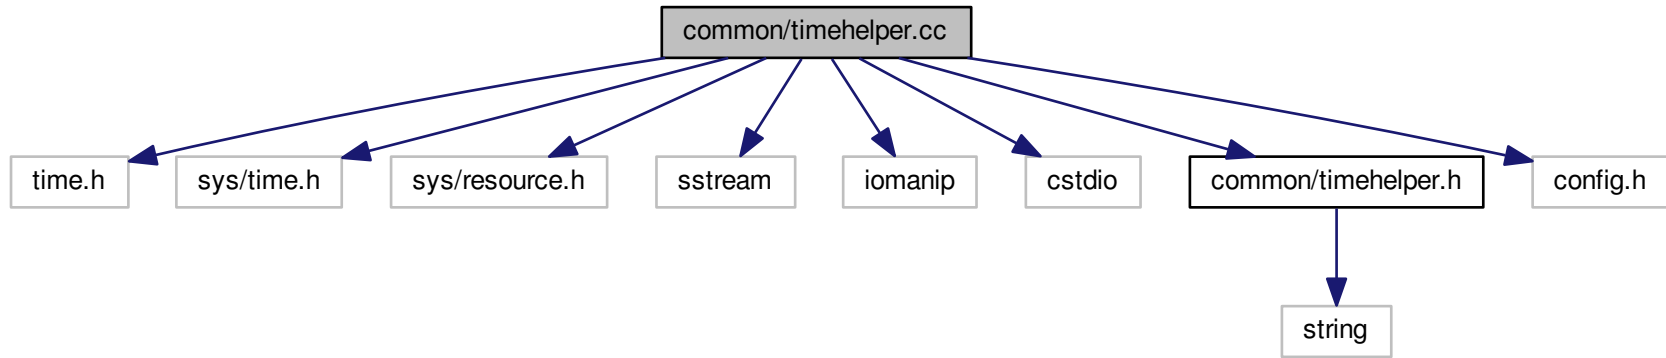 common/timehelper.cc
time.h
sys/time.h
sys/resource.h
sstream
iomanip
cstdio
common/timehelper.h
config.h
string